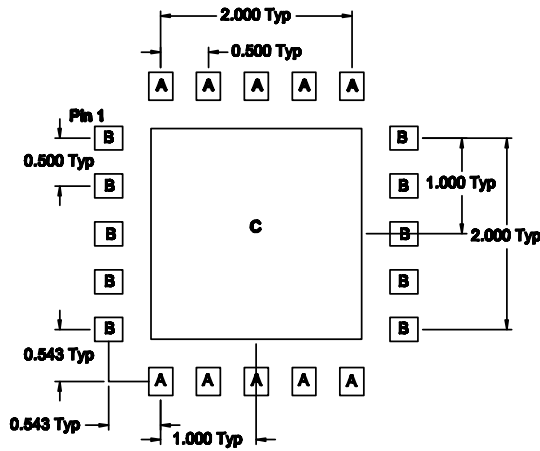 2.000 Typ
0.500 Typ
A A A A A
Pin 1
B B
0.500 Typ
1.000 Typ
B B
C
B B
2.000 Typ
B B
B B
0.543 Typ
A A A A A
0.543 Typ
1.000 Typ